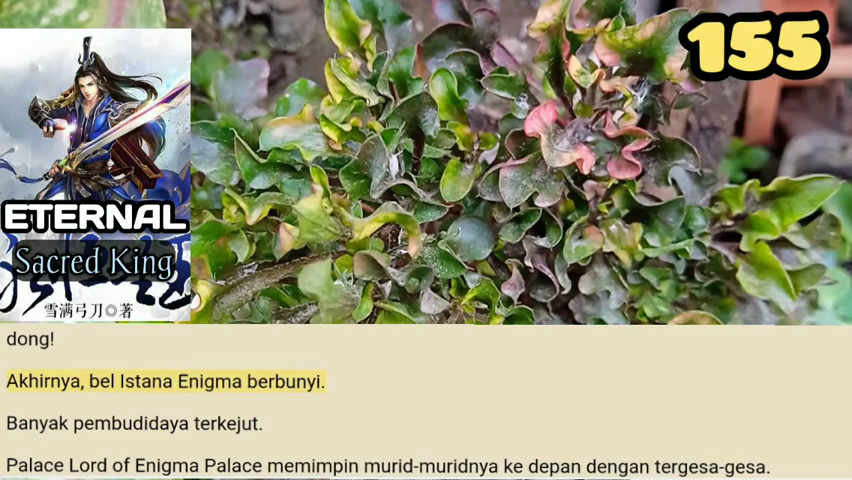 155
ETERNAL
Sacred King
雪满弓刀◎著
dong!
Akhirnya, bel Istana Enigma berbunyi.
Banyak pembudidaya terkejut.
Palace Lord of Enigma Palace memimpin murid-muridnya ke depan dengan tergesa-gesa.